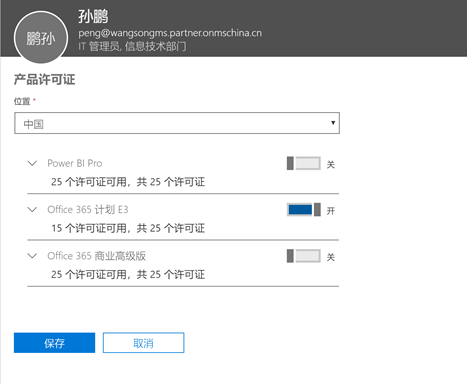 孙鹏
鹏孙
peng@wangsongms.partner.onmschina.cn
IT 管理员, 信息技术部门
产品许可证
位置 *
中国
Power BI Pro
关
25 个许可证可用，共 25 个许可证
Office 365 计划 E3
开
15 个许可证可用，共 25 个许可证
Office 365 商业高级版
关
25 个许可证可用，共 25 个许可证
保存
取消